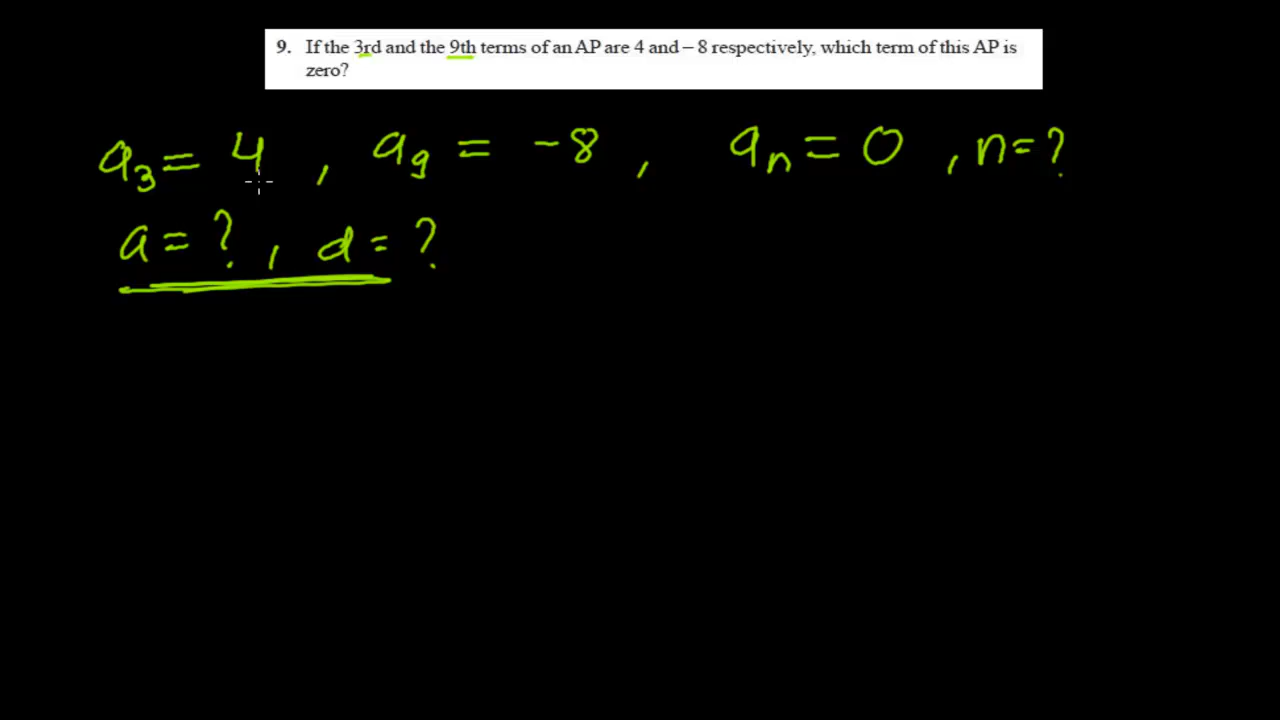 9. If the 3rd and the 9th terms of an AP are 4 and – 8 respectively, which term of this AP is
zero?
a₃ = 4 , a₉ = -8 , aₙ = 0 , n = ?
a = ? , d = ?